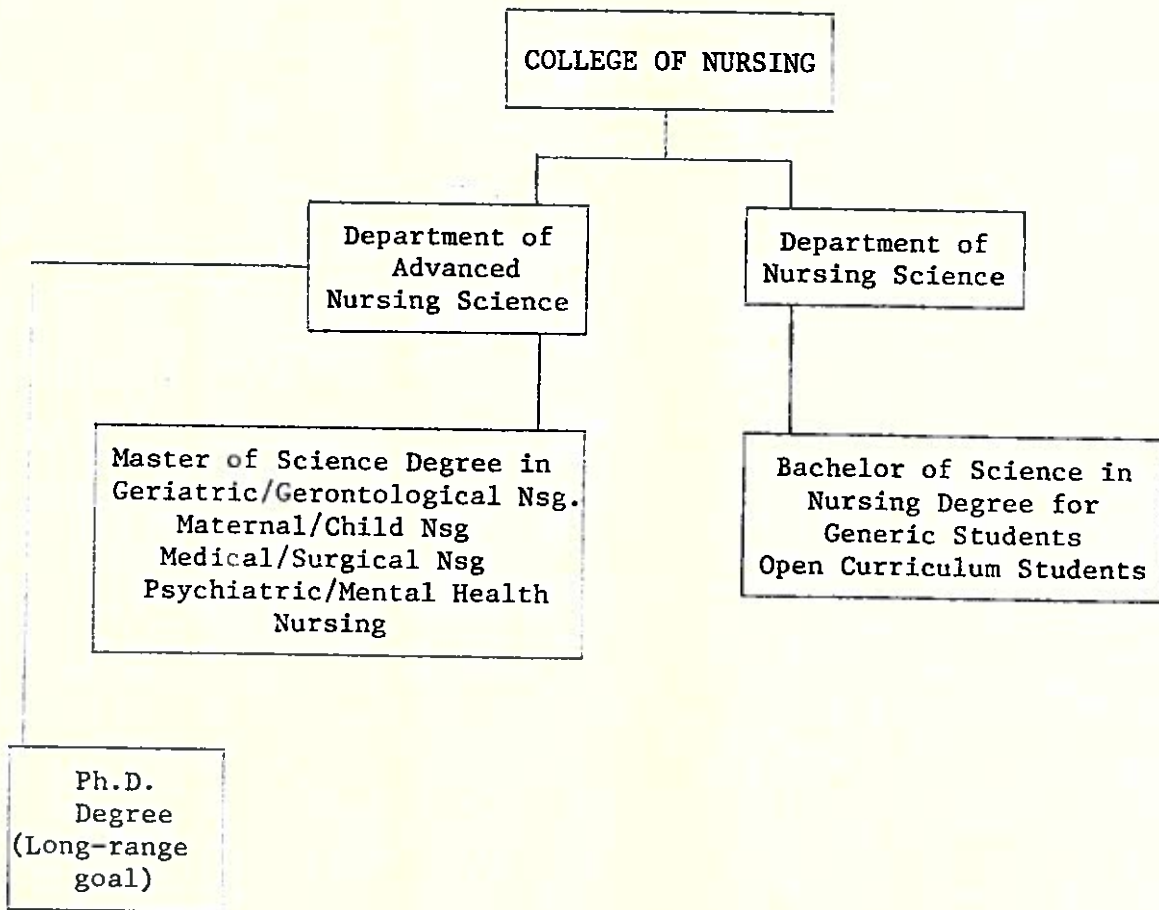 COLLEGE OF NURSING
Department of
Advanced
Nursing Science
Department of
Nursing Science
Master of Science Degree in
Geriatric/Gerontological Nsg.
Maternal/Child Nsg
Medical/Surgical Nsg
Psychiatric/Mental Health
Nursing
Bachelor of Science in
Nursing Degree for
Generic Students
Open Curriculum Students
Ph.D.
Degree
(Long-range
goal)